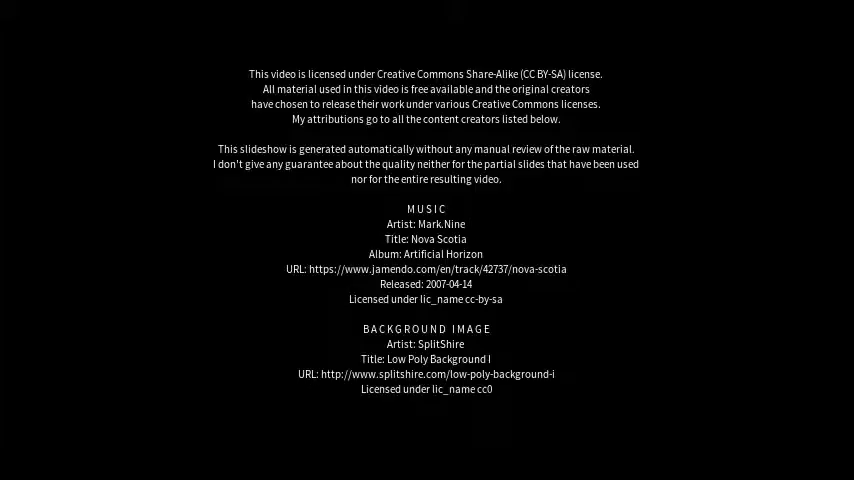 This video is licensed under Creative Commons Share-Alike (CC BY-SA) license.
All material used in this video is free available and the original creators
have chosen to release their work under various Creative Commons licenses.
My attributions go to all the content creators listed below.
This slideshow is generated automatically without any manual review of the raw material.
I don't give any guarantee about the quality neither for the partial slides that have been used
nor for the entire resulting video.
MUSIC
Artist: Mark.Nine
Title: Nova Scotia
Album: Artificial Horizon
URL: https://www.jamendo.com/en/track/42737/nova-scotia
Released: 2007-04-14
Licensed under lic_name cc-by-sa
BACKGROUND IMAGE
Artist: SplitShire
Title: Low Poly Background I
URL: http://www.splitshire.com/low-poly-background-i
Licensed under lic_name cc0